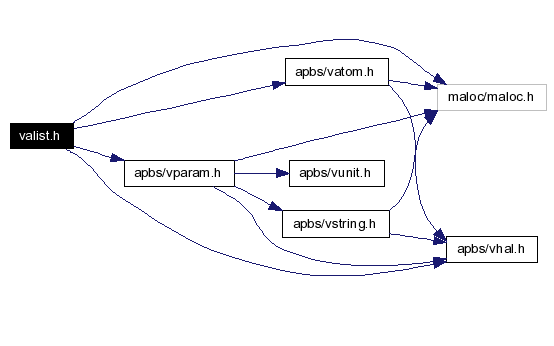 apbs/vatom.h
maloc/maloc.h
valist.h
apbs/vparam.h
apbs/vunit.h
apbs/vstring.h
apbs/vhal.h